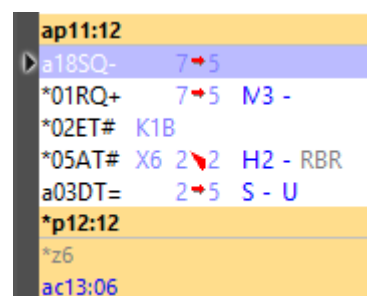 ap11:12
a18SQ- 7➡5
*01RQ+ 7➡5 M3 -
*02ET# K1B
*05AT# X6 2 2 H2 - RBR
a03DT= 2➡5 S - U
*p12:12
*z6
ac13:06